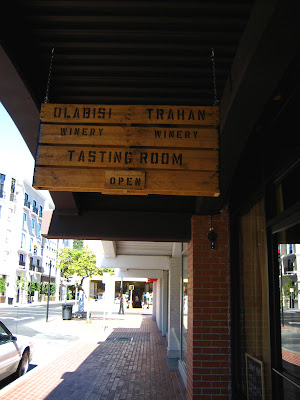 OLABISI & TRAHAN
WINERY WINERY
TASTING ROOM
OPEN